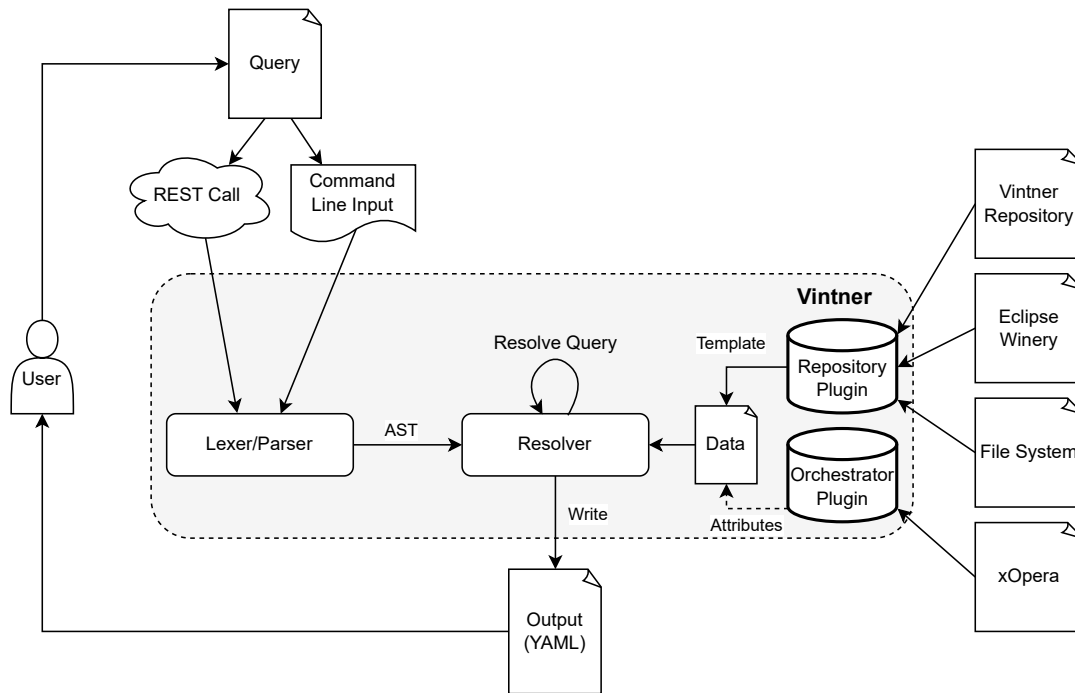 Query
REST Call
Command
Line Input
Vintner
Repository
Vintner
Eclipse
Winery
Resolve Query
Template
Repository
Plugin
User
Lexer/Parser
AST
Resolver
Data
File System
Orchestrator
Plugin
Write
Attributes
xOpera
Output
(YAML)